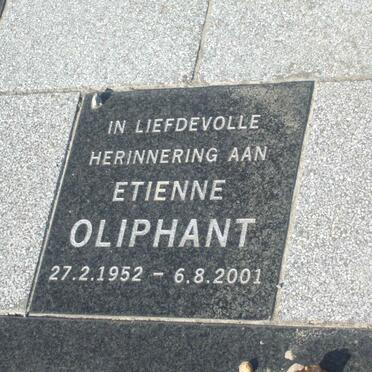 IN LIEFDEVOLLE
HERINNERING AAN
ETIENNE
OLIPHANT
27.2.1952 – 6.8.2001